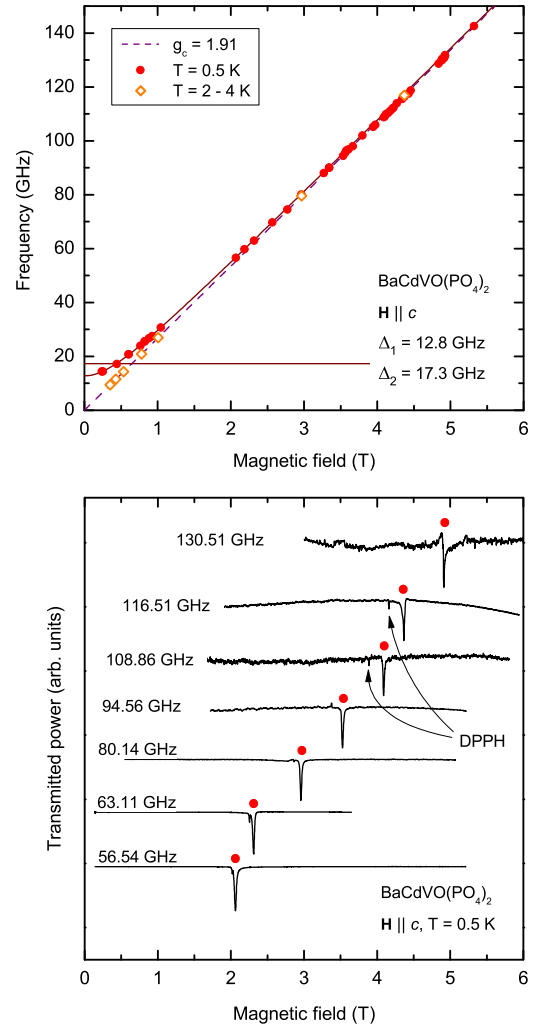 140
120
100
80
60
40
20
0
Frequency (GHz)
g_c = 1.91
T = 0.5 K
T = 2 - 4 K
BaCdVO(PO₄)₂
H || c
Δ₁ = 12.8 GHz
Δ₂ = 17.3 GHz
0 1 2 3 4 5 6
Magnetic field (T)
Transmitted power (arb. units)
130.51 GHz
116.51 GHz
108.86 GHz
94.56 GHz
DPPH
80.14 GHz
63.11 GHz
56.54 GHz
BaCdVO(PO₄)₂
H || c, T = 0.5 K
0 1 2 3 4 5 6
Magnetic field (T)